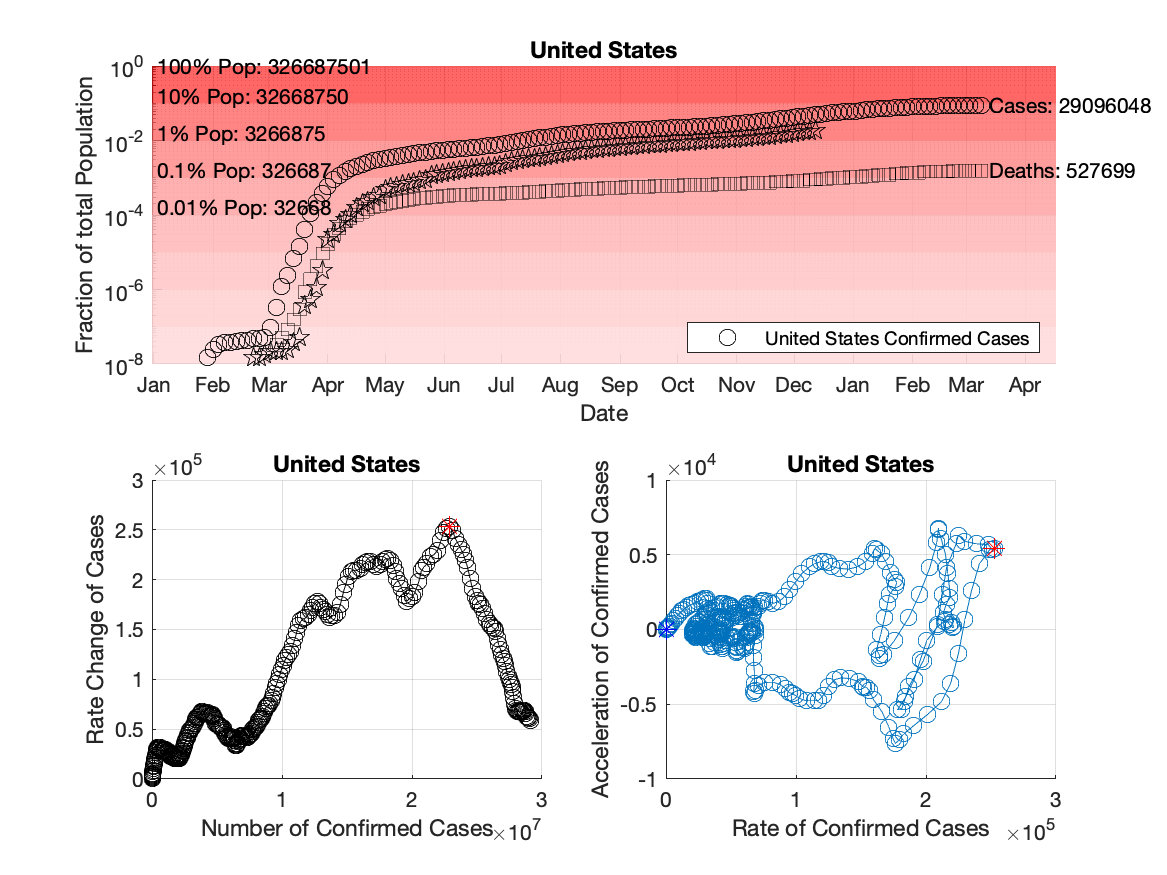 United States
Fraction of total Population
10^0
10^-2
10^-4
10^-6
10^-8
100% Pop: 326687501
10% Pop: 32668750
1% Pop: 3266875
0.1% Pop: 326687
0.01% Pop: 32668
Cases: 29096048
Deaths: 527699
United States Confirmed Cases
Jan Feb Mar Apr May Jun Jul Aug Sep Oct Nov Dec Jan Feb Mar Apr
Date
United States
×10^5
Rate Change of Cases
3
2.5
2
1.5
1
0.5
0
0 1 2 3
Number of Confirmed Cases
×10^7
United States
×10^4
Acceleration of Confirmed Cases
1
0.5
0
-0.5
-1
0 1 2 3
Rate of Confirmed Cases
×10^5